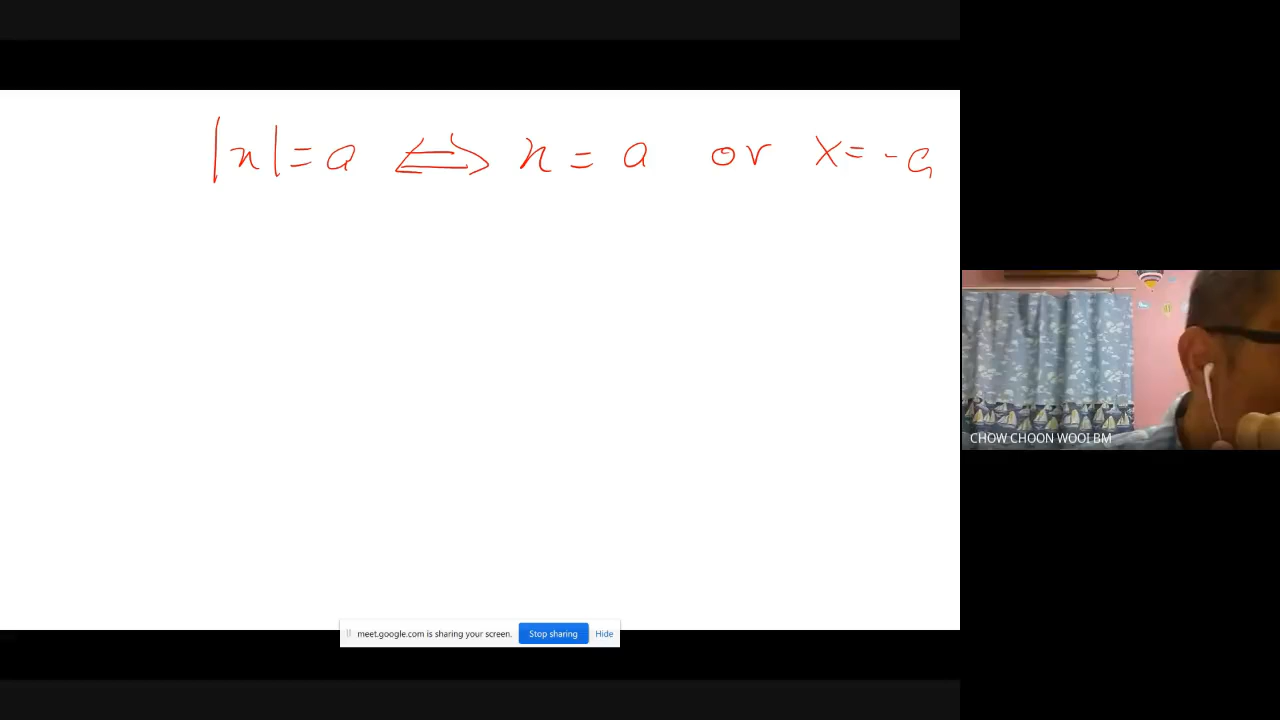 |x| = a ⟺ x = a or x = -a
CHOW CHOON WOOI BM
meet.google.com is sharing your screen. Stop sharing Hide